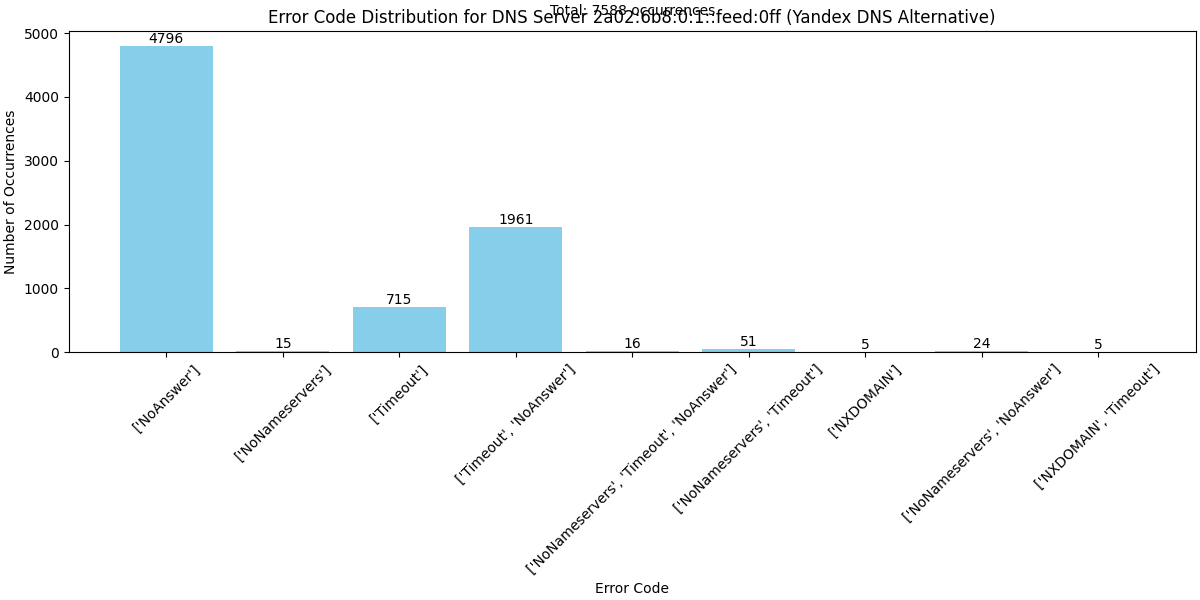 Total: 7588 occurrences
Error Code Distribution for DNS Server 2a02:6b8:0:1::feed:0ff (Yandex DNS Alternative)
Number of Occurrences
5000
4000
3000
2000
1000
0
4796
15
715
1961
16
51
5
24
5
['NoAnswer']
['NoNameservers']
['Timeout']
['Timeout', 'NoAnswer']
['NoNameservers', 'Timeout', 'NoAnswer']
['NoNameservers', 'Timeout']
['NXDOMAIN']
['NoNameservers', 'NoAnswer']
['NXDOMAIN', 'Timeout']
Error Code